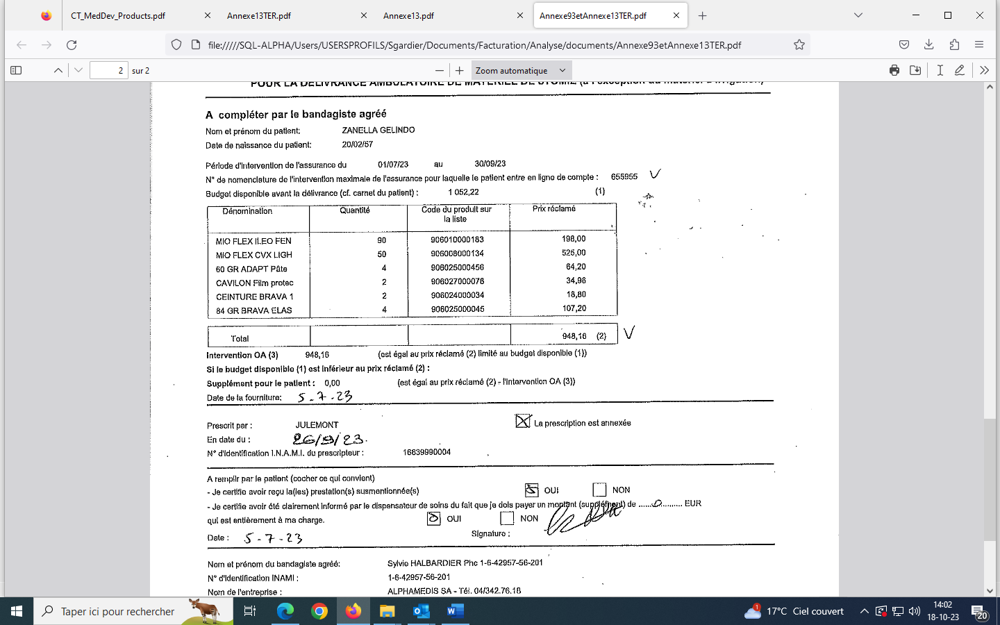 CT_MedDev_Products.pdf
Annexe13TER.pdf
Annexe13.pdf
Annexe93etAnnexe13TER.pdf
file://///SQL-ALPHA/Users/USERSPROFILS/Sgardier/Documents/Facturation/Analyse/documents/Annexe93etAnnexe13TER.pdf
2 sur 2
Zoom automatique
POUR LA DELIVRANCE AMBULATOIRE DE MATERIEL DE STOMIE (à l'exception du matériel d'irrigation)
A compléter par le bandagiste agréé
Nom et prénom du patient: ZANELLA GELINDO
Date de naissance du patient: 20/02/57
Période d'intervention de l'assurance du 01/07/23 au 30/09/23
N° de nomenclature de l'intervention maximale de l'assurance pour laquelle le patient entre en ligne de compte : 655955 V
Budget disponible avant la délivrance (cf. carnet du patient) : 1 052,22 (1)
Dénomination Quantité Code du produit sur la liste Prix réclamé
MIO FLEX ILEO FEN 90 906010000183 198,00
MIO FLEX CVX LIGH 50 906008000134 525,00
60 GR ADAPT Pâte 4 906025000456 64,20
CAVILON Film protec 2 906027000076 34,96
CEINTURE BRAVA 1 2 906024000034 18,80
84 GR BRAVA ELAS 4 906025000045 107,20
Total 948,16 (2) V
Intervention OA (3) 948,16 (est égal au prix réclamé (2) limité au budget disponible (1))
Si le budget disponible (1) est inférieur au prix réclamé (2) :
Supplément pour le patient : 0,00 (est égal au prix réclamé (2) - l'Intervention OA (3))
Date de la fourniture: 5-7-23
Prescrit par : JULEMONT La prescription est annexée
En date du : 26/9/23.
N° d'identification I.N.A.M.I. du prescripteur : 16839990004
A remplir par le patient (cocher ce qui convient)
- Je certifie avoir reçu la(les) prestation(s) susmentionnée(s) OUI NON
- Je certifie avoir été clairement informé par le dispensateur de soins du fait que je dois payer un montant (supplément) de ......0......... EUR
qui est entièrement à ma charge. OUI NON
Date : 5-7-23 Signature :
Nom et prénom du bandagiste agréé: Sylvie HALBARDIER Phc 1-6-42957-56-201
N° d'identification INAMI : 1-6-42957-56-201
Nom de l'entreprise : ALPHAMEDIS SA - Tél. 04/342.76.18
Taper ici pour rechercher
1
17°C Ciel couvert
14:02
18-10-23
20